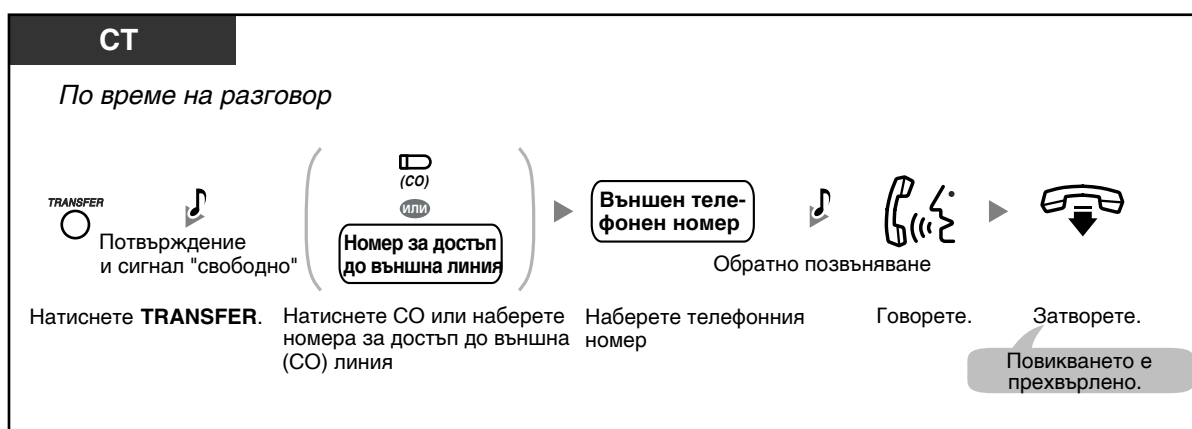 СТ
По време на разговор
TRANSFER
Потвърждение
и сигнал "свободно"
(CO)
или
Номер за достъп
до външна линия
Външен теле-
фонен номер
Обратно позвъняване
Натиснете TRANSFER.
Натиснете CO или наберете
номера за достъп до външна
(CO) линия
Наберете телефонния
номер
Говорете.
Затворете.
Повикването е
прехвърлено.